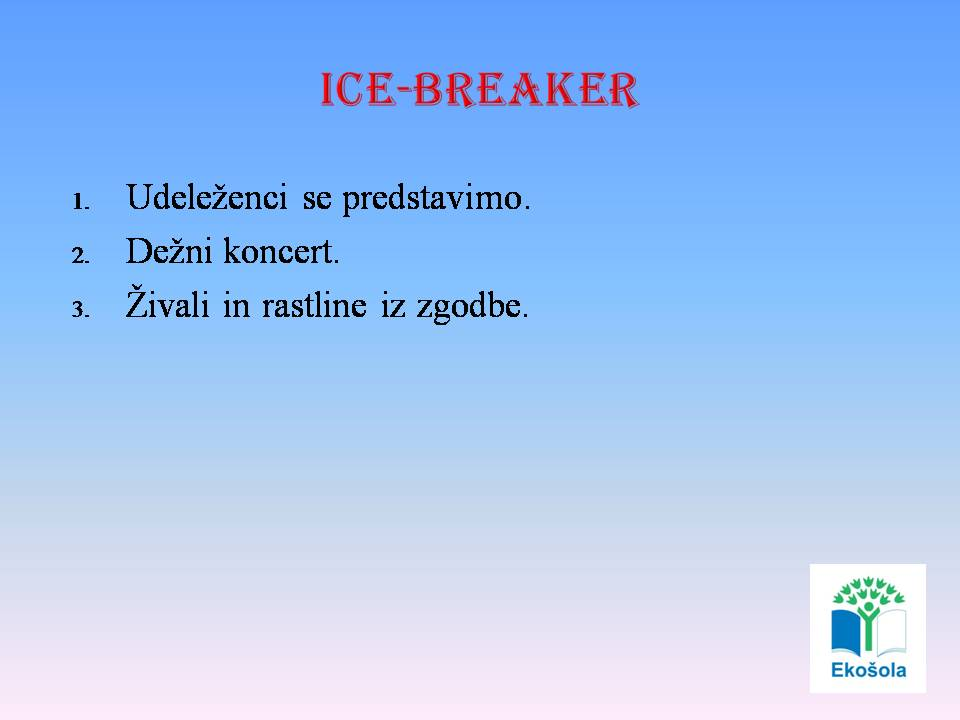 ICE-BREAKER
1. Udeleženci se predstavimo.
2. Dežni koncert.
3. Živali in rastline iz zgodbe.
Ekošola